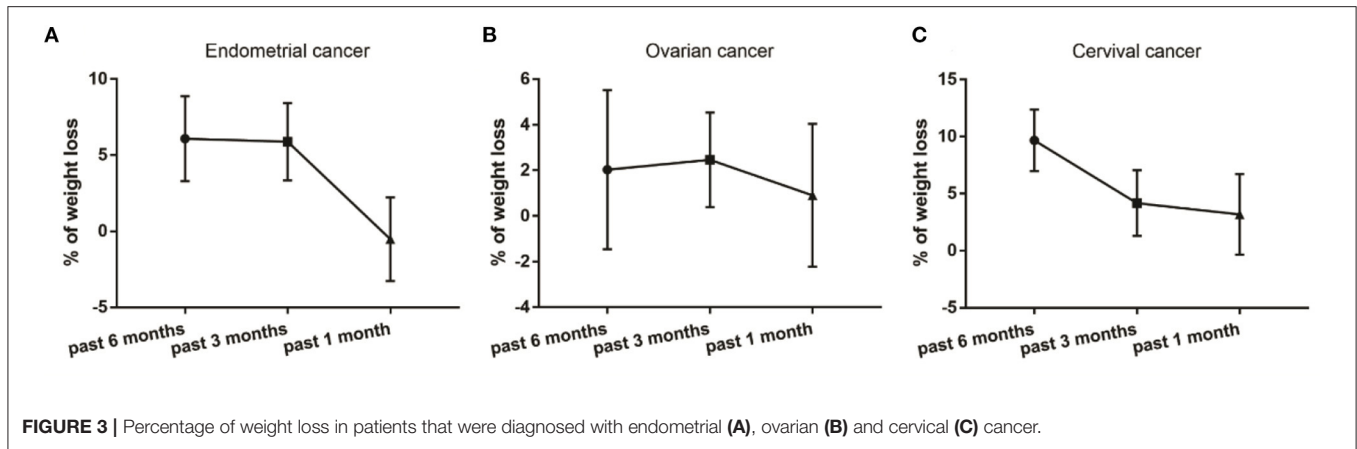 A
Endometrial cancer
% of weight loss
10
5
0
-5
past 6 months
past 3 months
past 1 month
B
Ovarian cancer
% of weight loss
6
4
2
0
-2
-4
past 6 months
past 3 months
past 1 month
C
Cervival cancer
% of weight loss
15
10
5
0
-5
past 6 months
past 3 months
past 1 month
FIGURE 3 | Percentage of weight loss in patients that were diagnosed with endometrial (A), ovarian (B) and cervical (C) cancer.